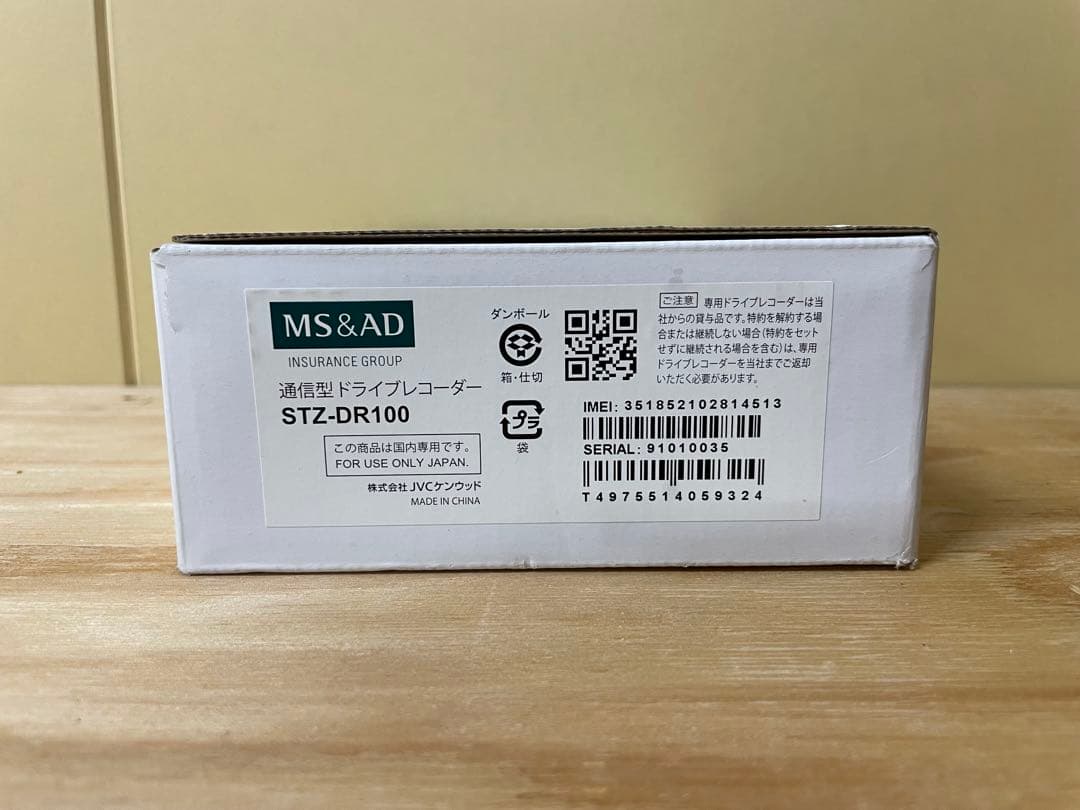 MS&AD
INSURANCE GROUP
通信型ドライブレコーダー
STZ-DR100
この商品は国内専用です。
FOR USE ONLY JAPAN.
株式会社 JVCケンウッド
MADE IN CHINA
ダンボール
箱・仕切
プラ
袋
ご注意 専用ドライブレコーダーは当
社からの貸与品です。特約を解約する場
合または継続しない場合(特約をセット
せずに継続される場合を含む)は、専用
ドライブレコーダーを当社までご返却
いただく必要があります。
IMEI: 351852102814513
SERIAL: 91010035
T4975514059324